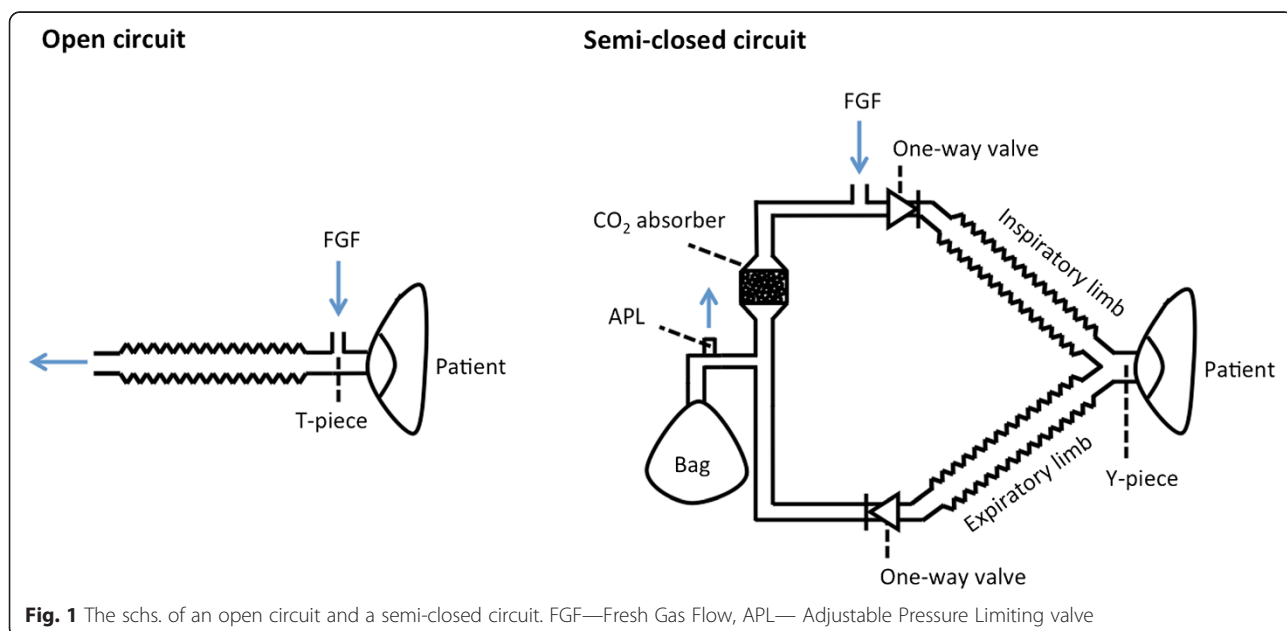 Open circuit
FGF
T-piece
Patient
Semi-closed circuit
FGF
One-way valve
CO₂ absorber
Inspiratory limb
APL
Patient
Bag
Expiratory limb
Y-piece
One-way valve
Fig. 1 The schs. of an open circuit and a semi-closed circuit. FGF—Fresh Gas Flow, APL— Adjustable Pressure Limiting valve